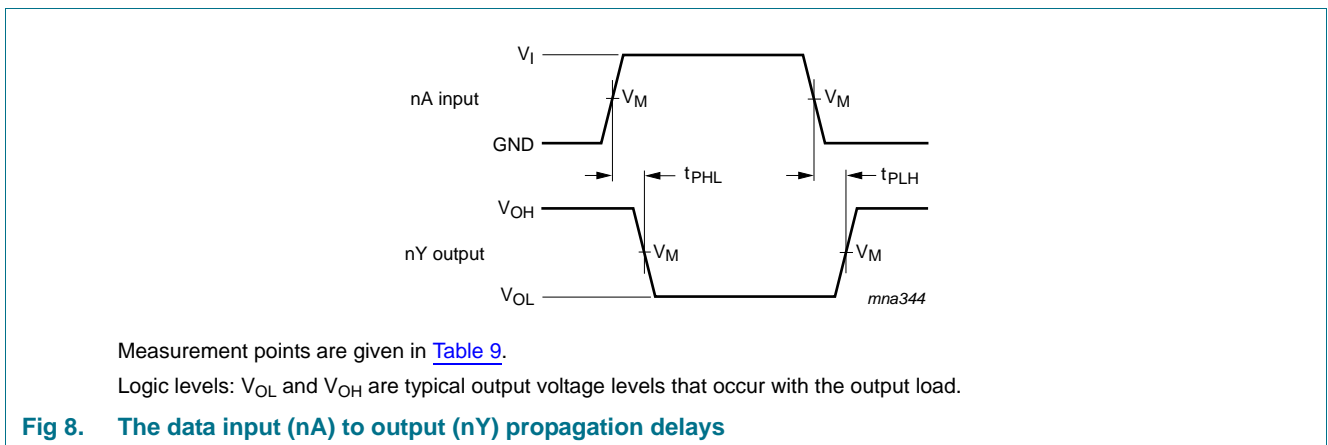 VI
nA input
VM
VM
GND
tPHL
tPLH
VOH
nY output
VM
VM
VOL
mna344
Measurement points are given in Table 9.
Logic levels: VOL and VOH are typical output voltage levels that occur with the output load.
Fig 8. The data input (nA) to output (nY) propagation delays